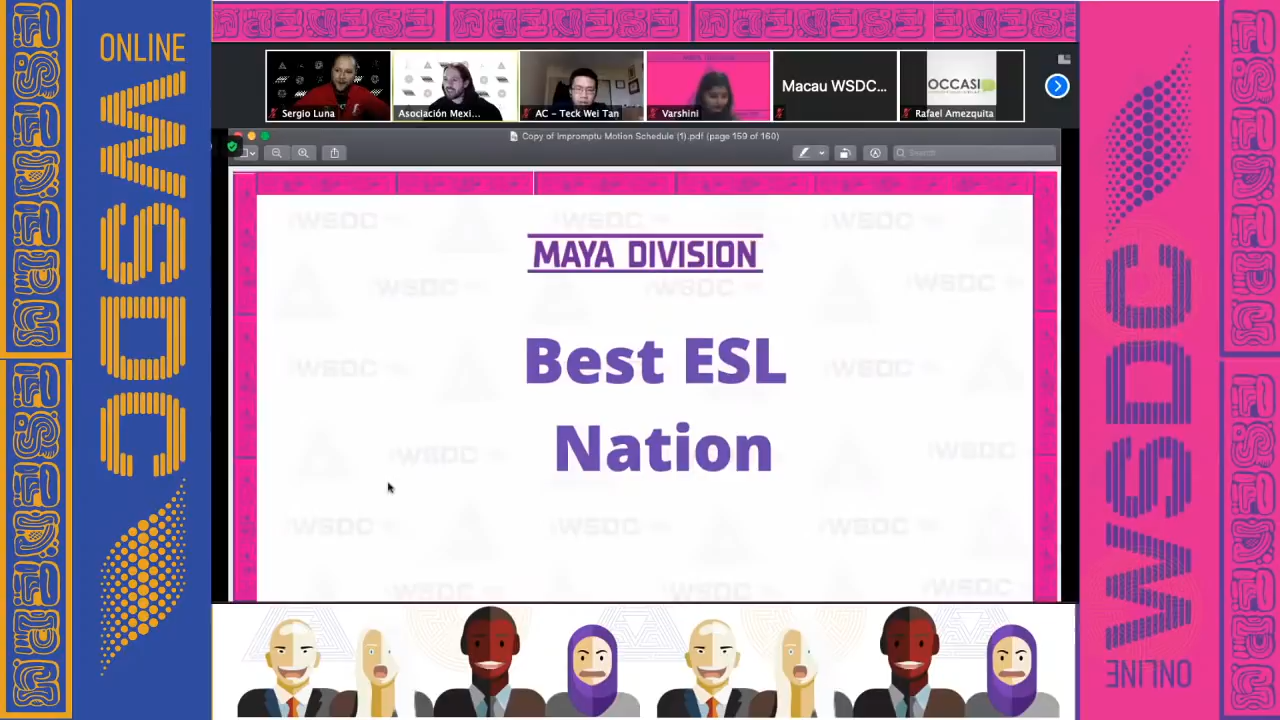 ONLINE
WSDC
Sergio Luna
Asociación Mexi...
AC – Teck Wei Tan
Varshini
Macau WSDC...
OCCASI
Rafael Amezquita
Copy of Impromptu Motion Schedule (1).pdf (page 159 of 160)
Search
MAYA DIVISION
Best ESL
Nation
WSDC
ONLINE